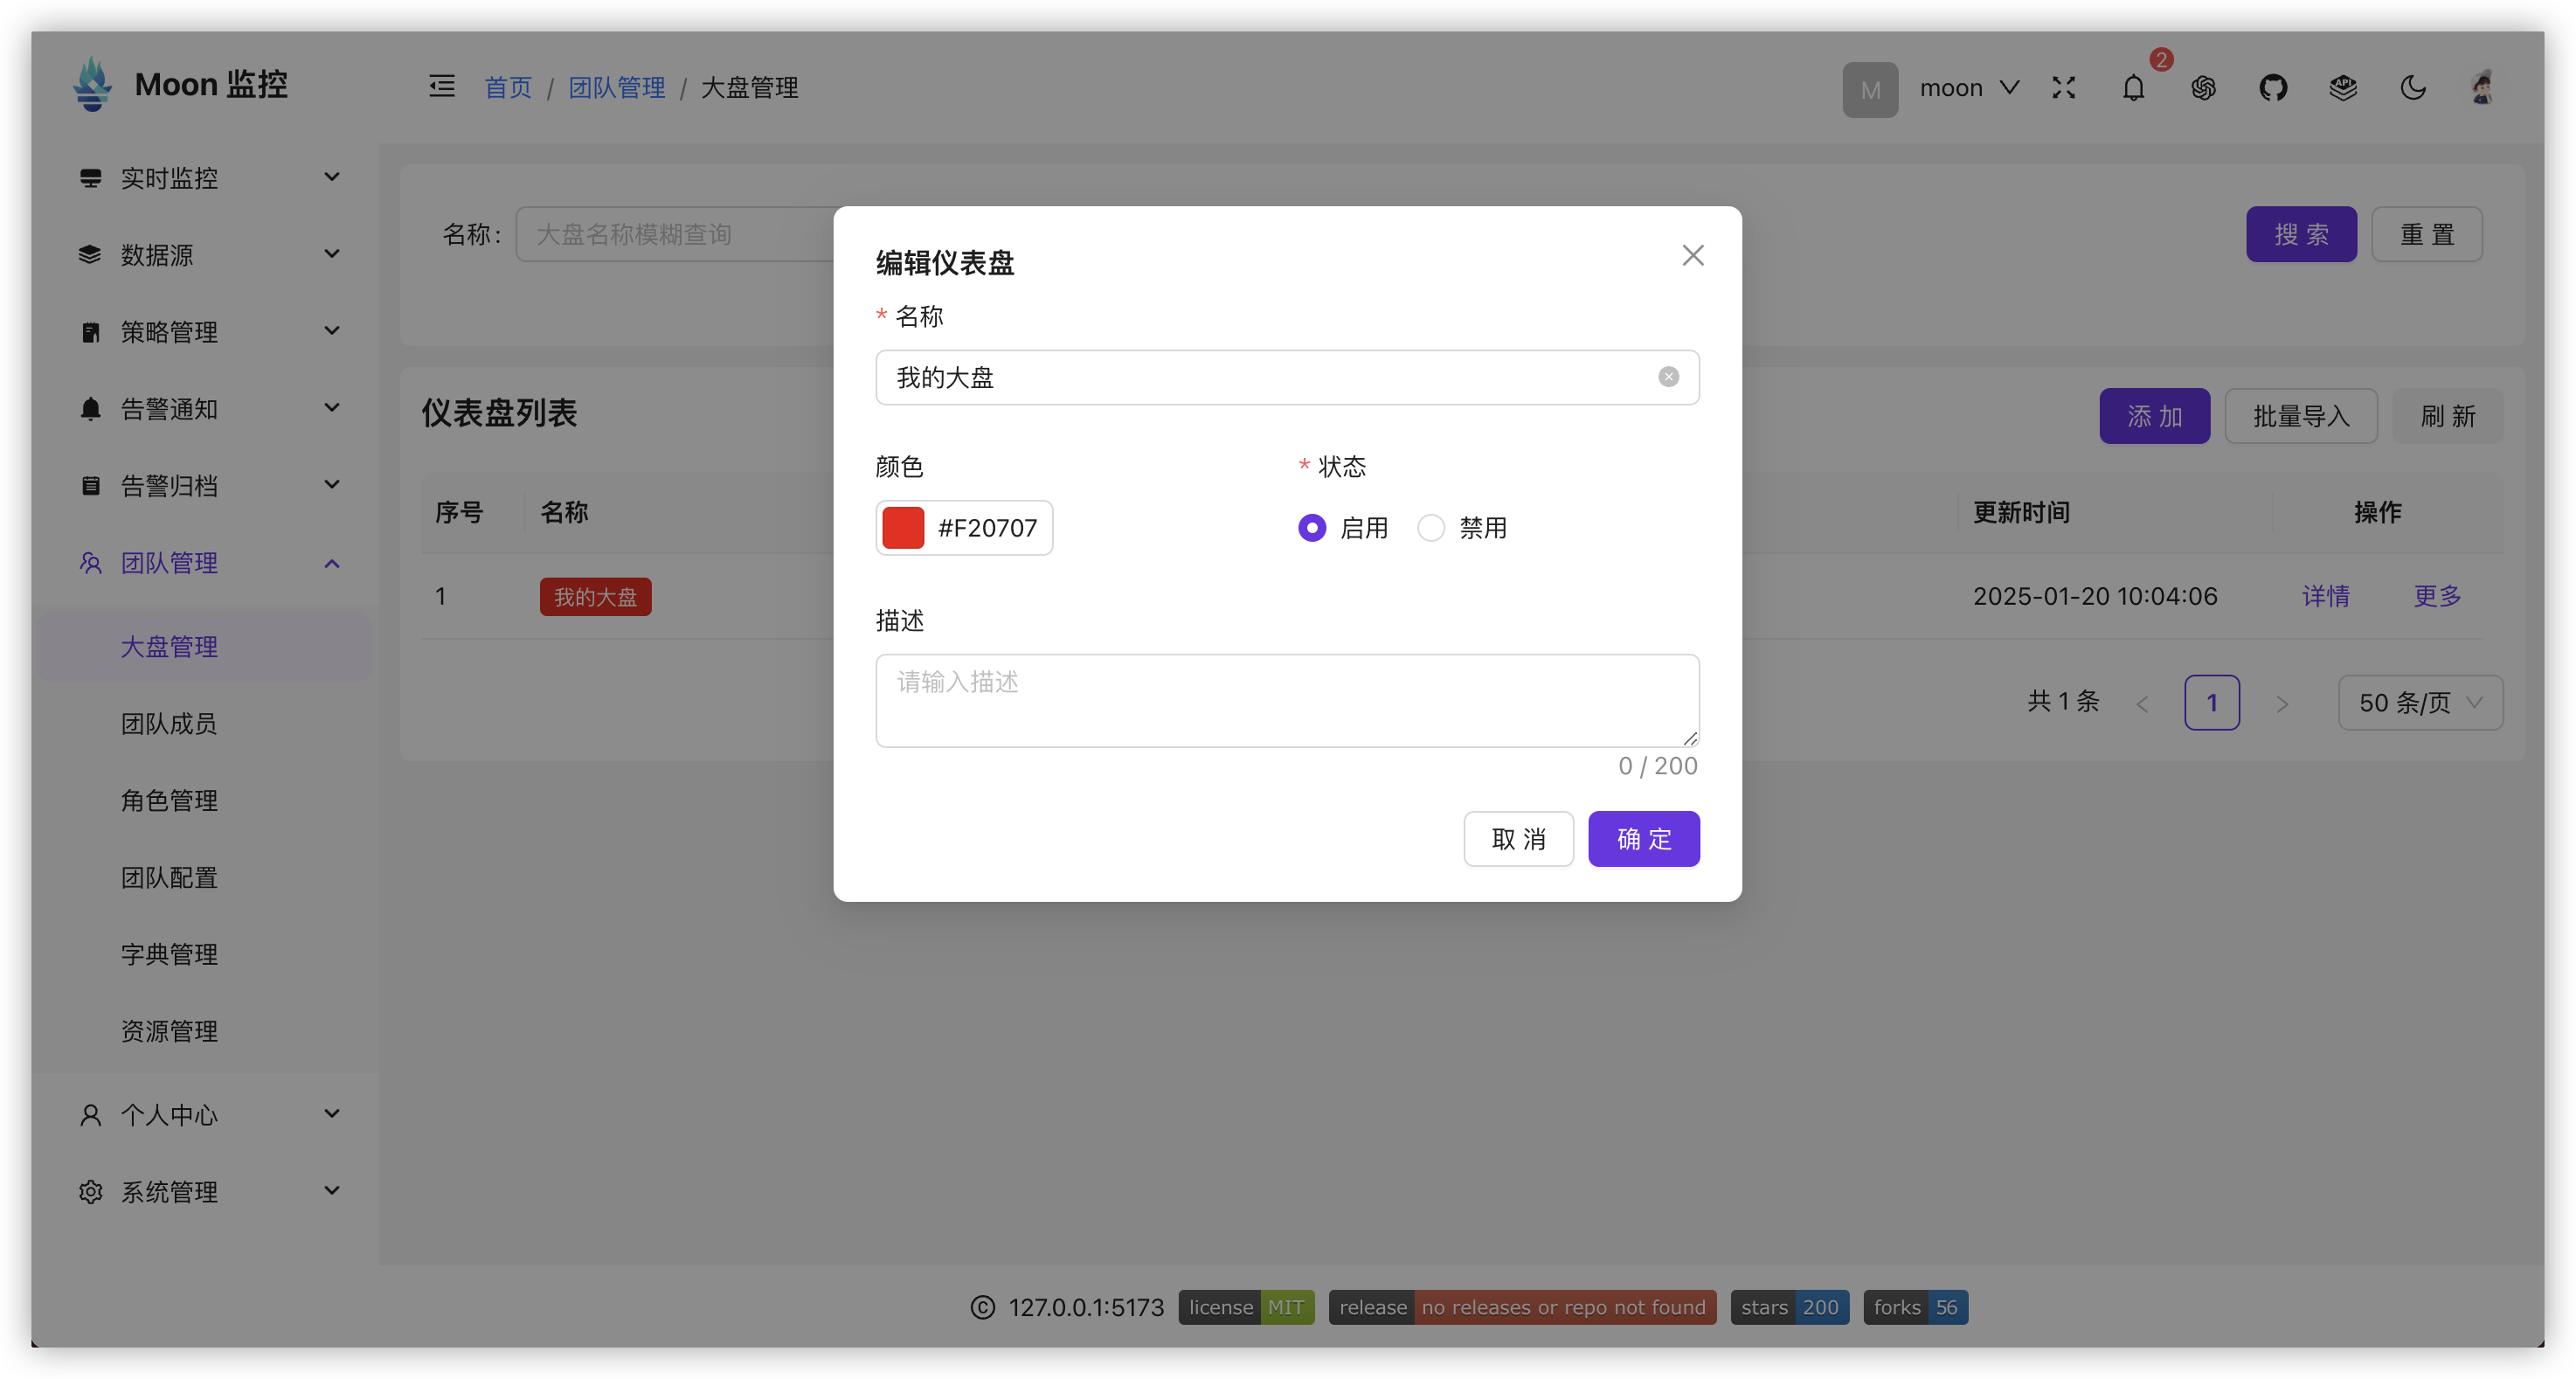 Moon 监控
首页 / 团队管理 / 大盘管理
M moon
2
API
实时监控
数据源
策略管理
告警通知
告警归档
团队管理
大盘管理
团队成员
角色管理
团队配置
字典管理
资源管理
个人中心
系统管理
名称: 大盘名称模糊查询
搜 索 重 置
仪表盘列表
添 加 批量导入 刷 新
序号 名称 更新时间 操作
1 我的大盘 2025-01-20 10:04:06 详情 更多
共 1 条 < 1 > 50 条/页
编辑仪表盘
* 名称
我的大盘
颜色 * 状态
#F20707 启用 禁用
描述
请输入描述
0 / 200
取 消 确 定
© 127.0.0.1:5173 license MIT release no releases or repo not found stars 200 forks 56